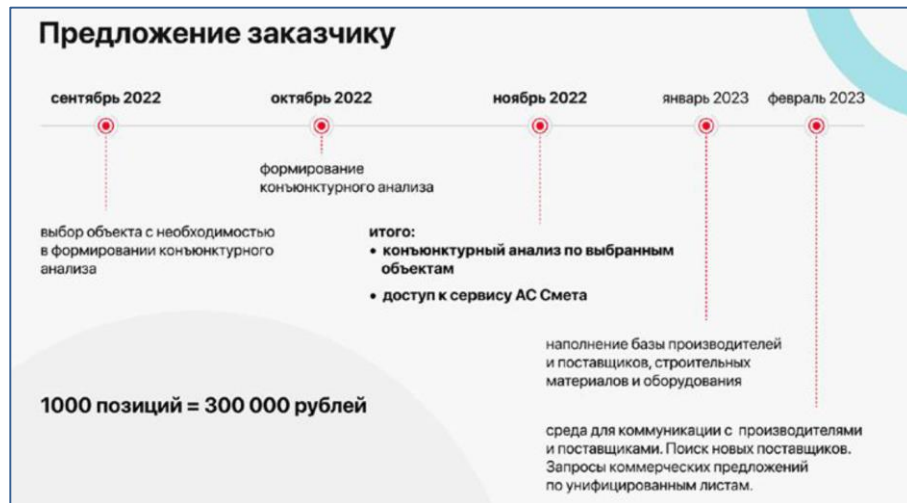 Предложение заказчику
сентябрь 2022
октябрь 2022
ноябрь 2022
январь 2023
февраль 2023
формирование
конъюнктурного анализа
выбор объекта с необходимостью
в формировании конъюнктурного
анализа
итого:
• конъюнктурный анализ по выбранным
объектам
• доступ к сервису АС Смета
наполнение базы производителей
и поставщиков, строительных
материалов и оборудования
1000 позиций = 300 000 рублей
среда для коммуникации с производителями
и поставщиками. Поиск новых поставщиков.
Запросы коммерческих предложений
по унифицированным листам.